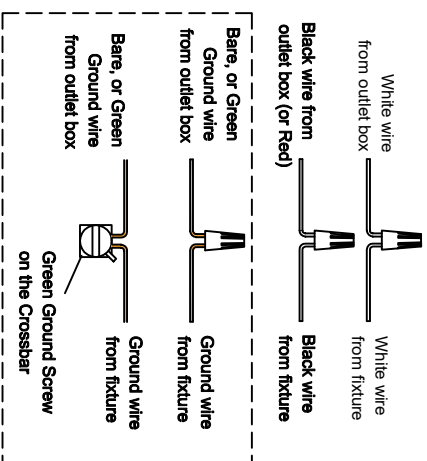 White wire
from outlet box
White wire
from fixture
Black wire from
outlet box (or Red)
Black wire
from fixture
Bare, or Green
Ground wire
from outlet box
Ground wire
from fixture
Bare, or Green
Ground wire
from outlet box
Ground wire
from fixture
Green Ground Screw
on the Crossbar